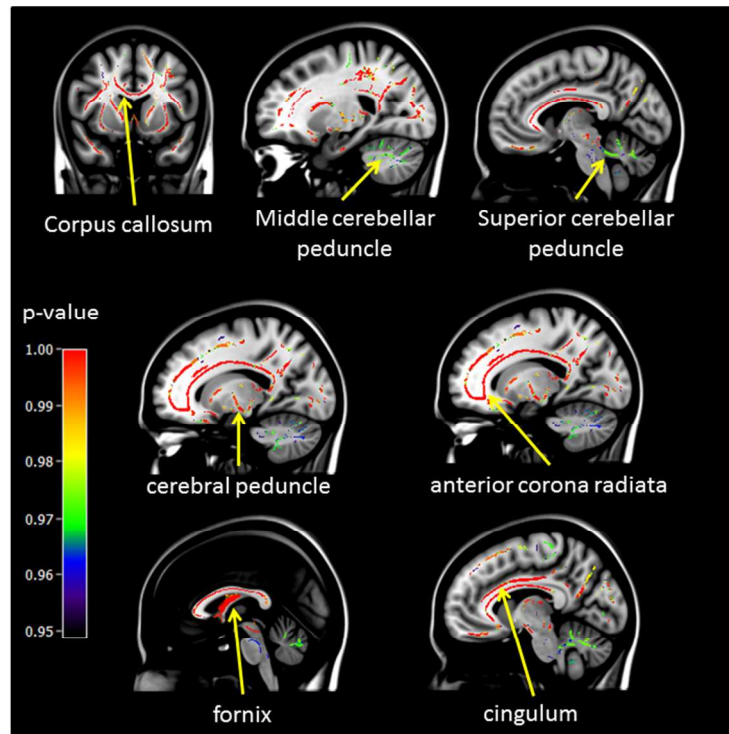 Corpus callosum
Middle cerebellar
peduncle
Superior cerebellar
peduncle
p-value
1.00
0.99
0.98
0.97
0.96
0.95
cerebral peduncle
anterior corona radiata
fornix
cingulum